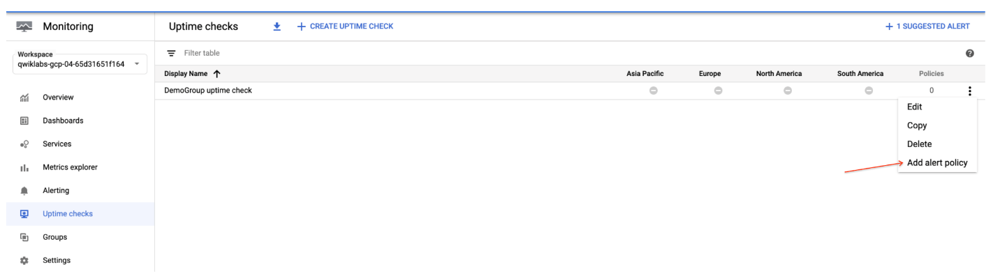 Monitoring
Uptime checks
+ CREATE UPTIME CHECK
+ 1 SUGGESTED ALERT
Workspace
qwiklabs-gcp-04-65d31651f164
Filter table
Display Name Asia Pacific Europe North America South America Policies
DemoGroup uptime check 0
Overview
Dashboards
Services
Metrics explorer
Alerting
Uptime checks
Groups
Settings
Edit
Copy
Delete
Add alert policy